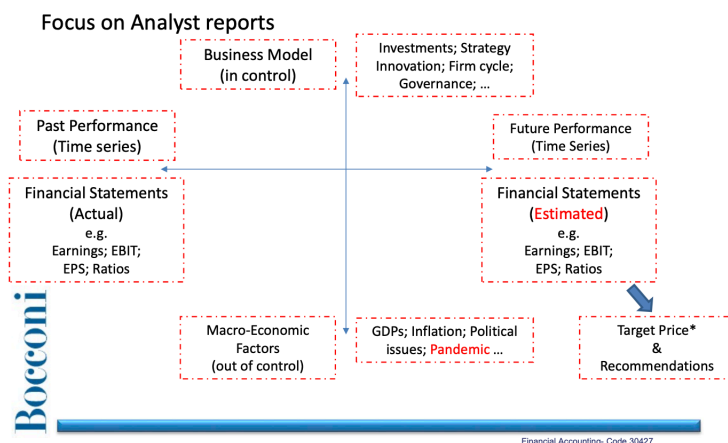 Focus on Analyst reports
Business Model
(in control)
Investments; Strategy
Innovation; Firm cycle;
Governance; ...
Past Performance
(Time series)
Future Performance
(Time Series)
Financial Statements
(Actual)
e.g.
Earnings; EBIT;
EPS; Ratios
Financial Statements
(Estimated)
e.g.
Earnings; EBIT;
EPS; Ratios
Macro-Economic
Factors
(out of control)
GDPs; Inflation; Political
issues; Pandemic ...
Target Price*
&
Recommendations
Bocconi
Financial Accounting- Code 30427